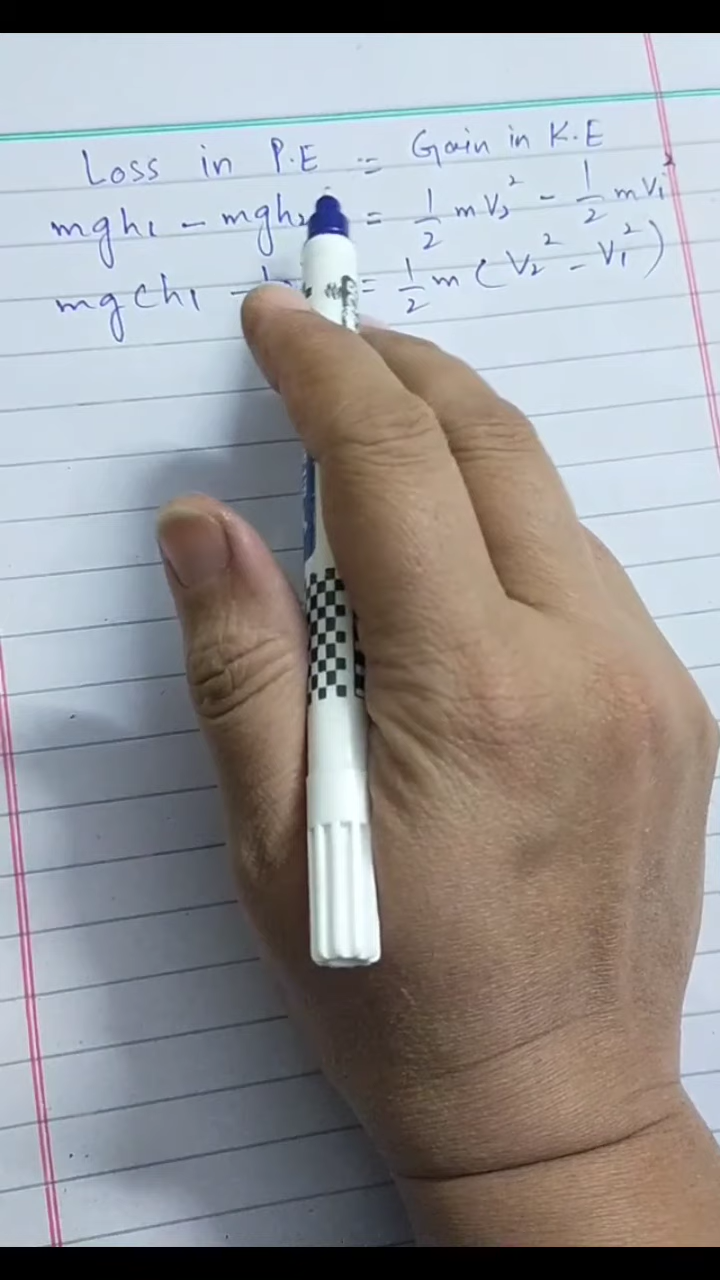 Loss in P.E = Gain in K.E
mgh₁ - mgh₂ = 1/2 mV₂² - 1/2 mV₁²
mg(h₁ - = 1/2 m (V₂² - V₁²)